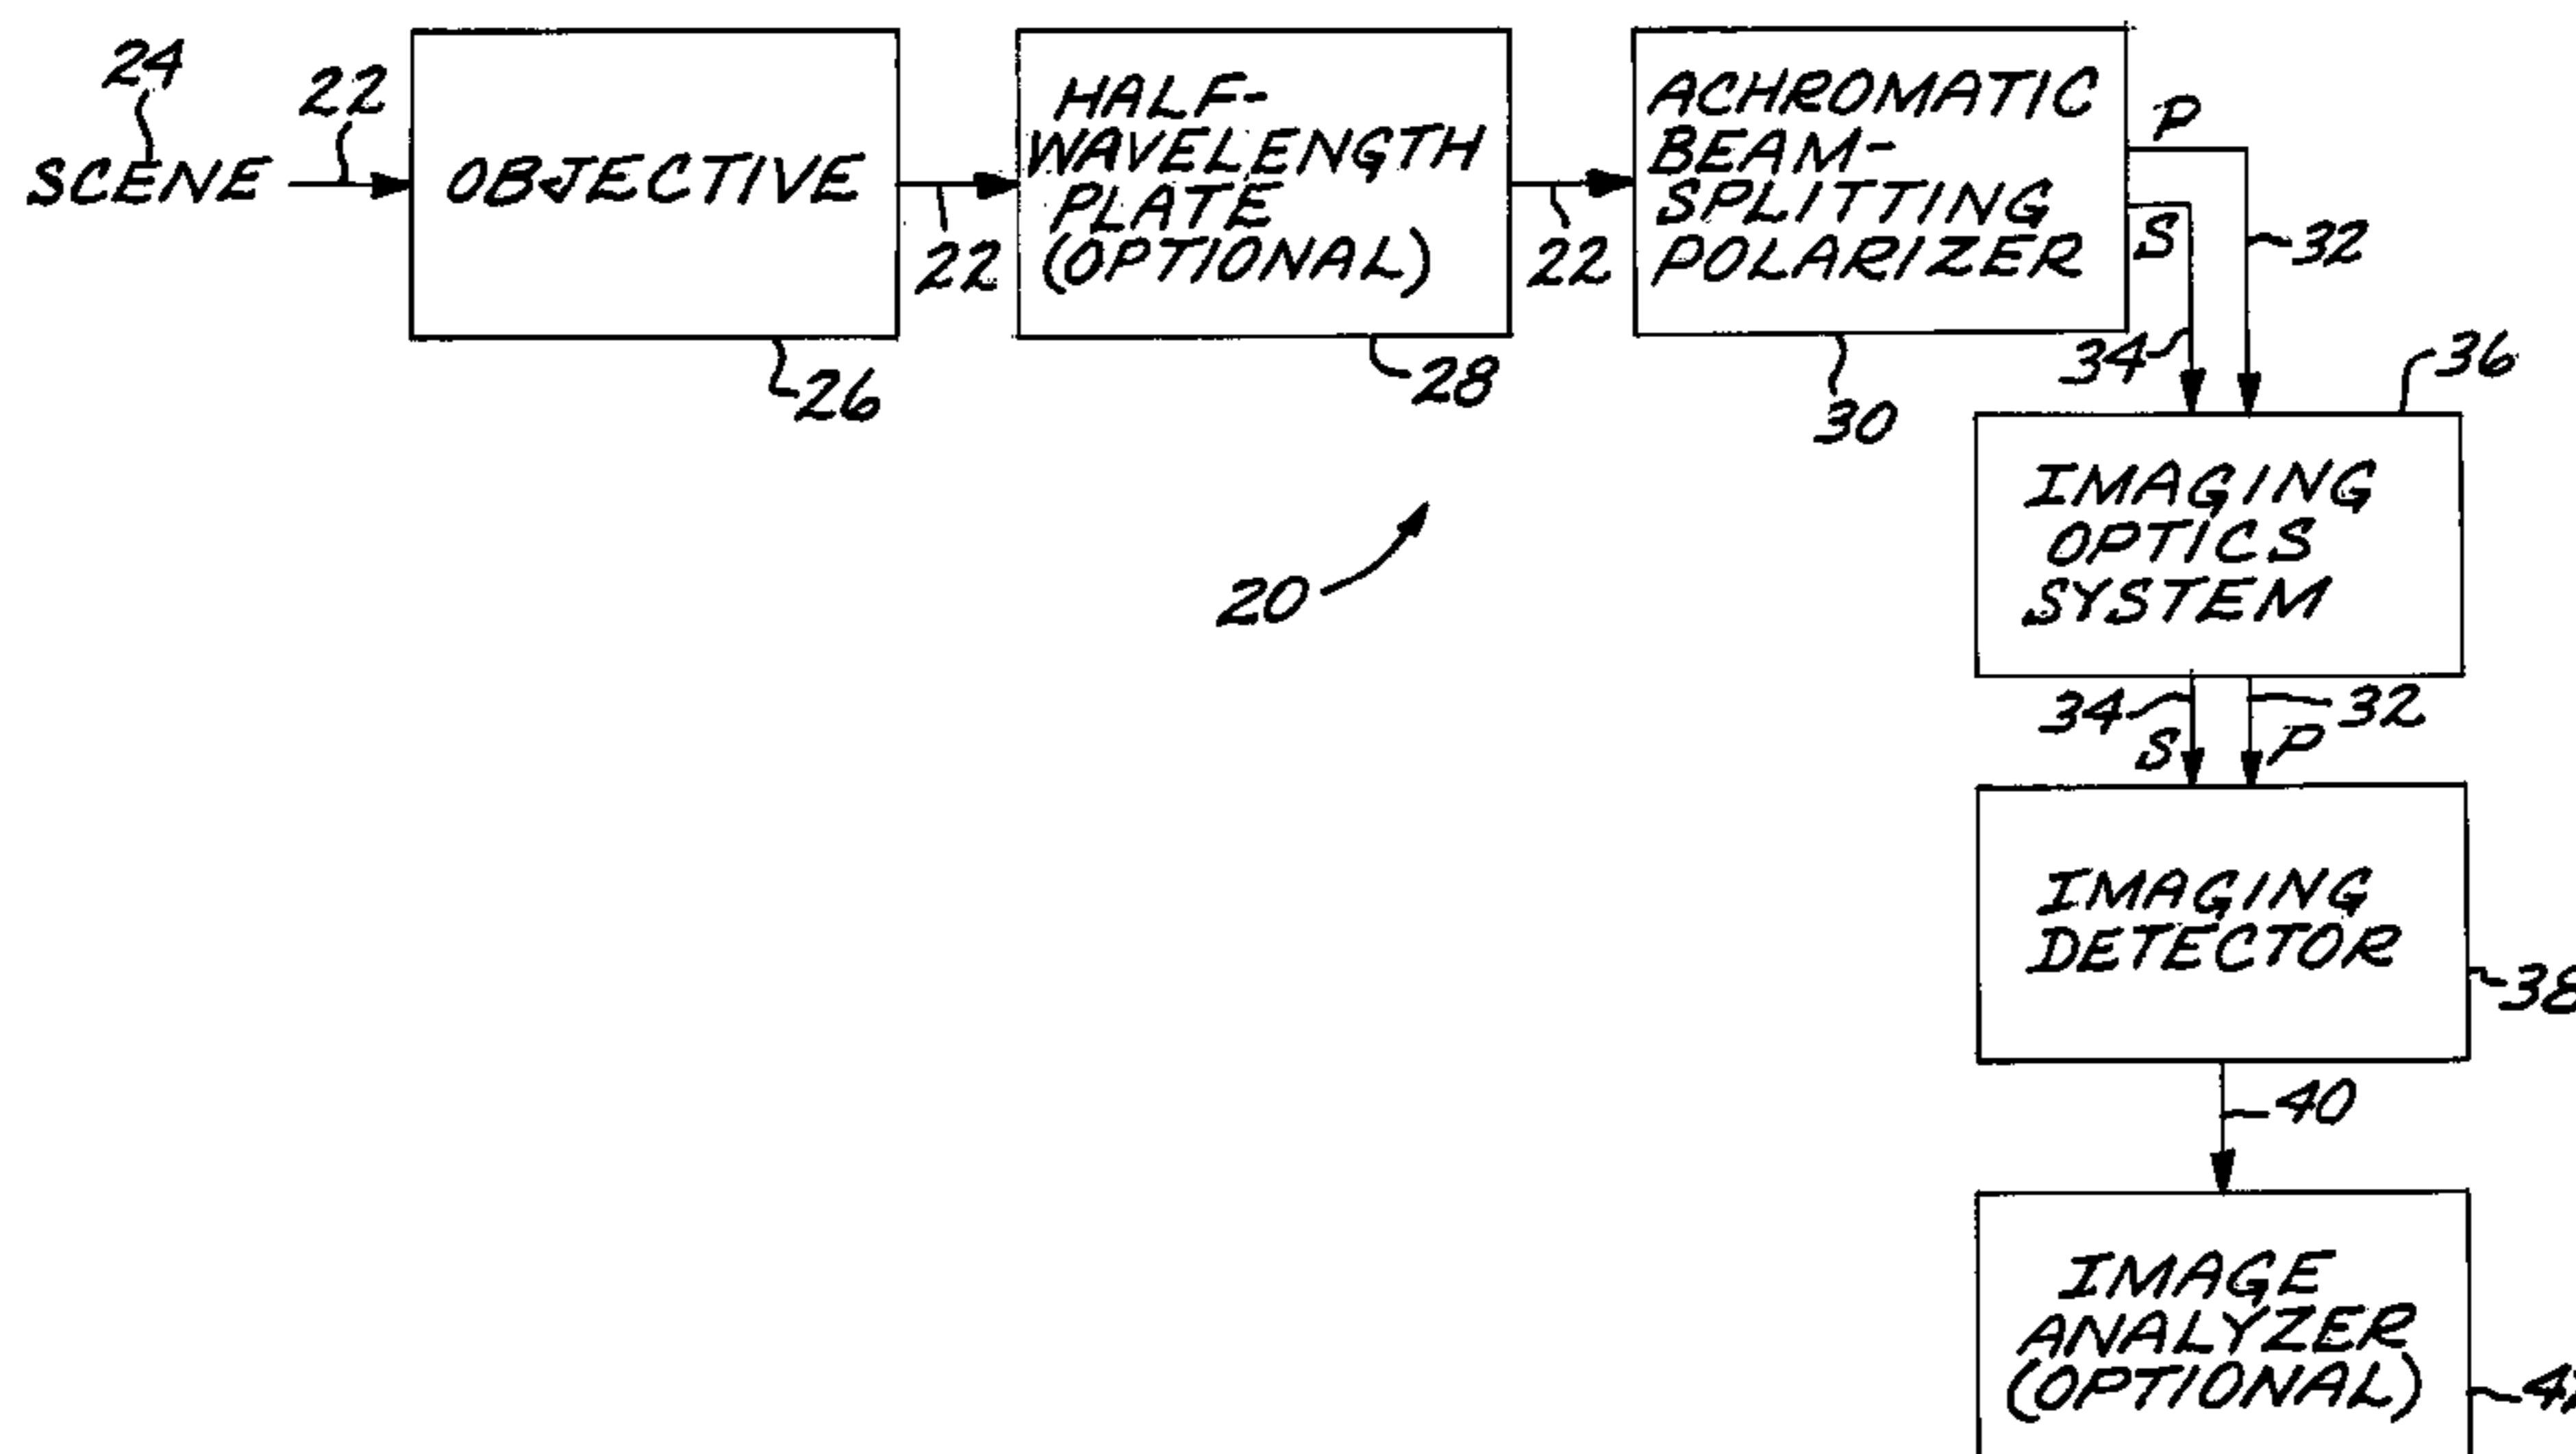 24
22
SCENE
OBJECTIVE
26
22
HALF-
WAVELENGTH
PLATE
(OPTIONAL)
28
22
ACHROMATIC
BEAM-
SPLITTING
POLARIZER
30
P
S
32
34
36
20
IMAGING
OPTICS
SYSTEM
34
32
S
P
IMAGING
DETECTOR
38
40
IMAGE
ANALYZER
(OPTIONAL)